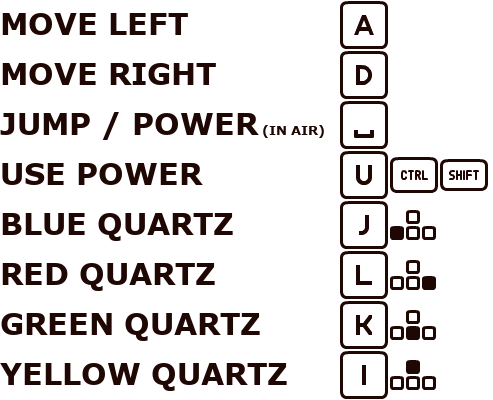 MOVE LEFT A
MOVE RIGHT D
JUMP / POWER (IN AIR)
USE POWER U CTRL SHIFT
BLUE QUARTZ J
RED QUARTZ L
GREEN QUARTZ K
YELLOW QUARTZ I